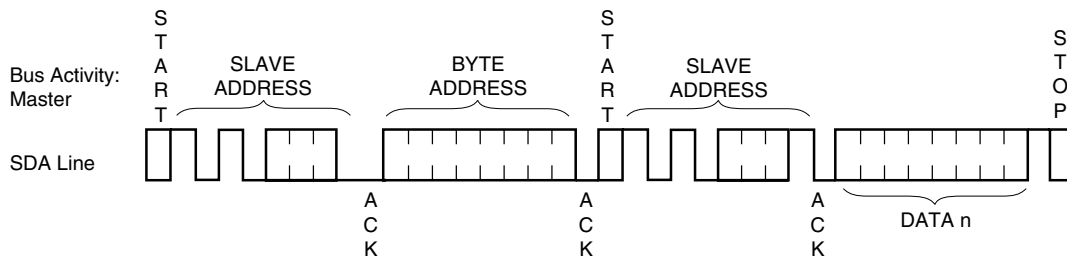 START
START
STOP
Bus Activity:
Master
SLAVE
ADDRESS
BYTE
ADDRESS
SLAVE
ADDRESS
SDA Line
ACK
ACK
ACK
DATA n